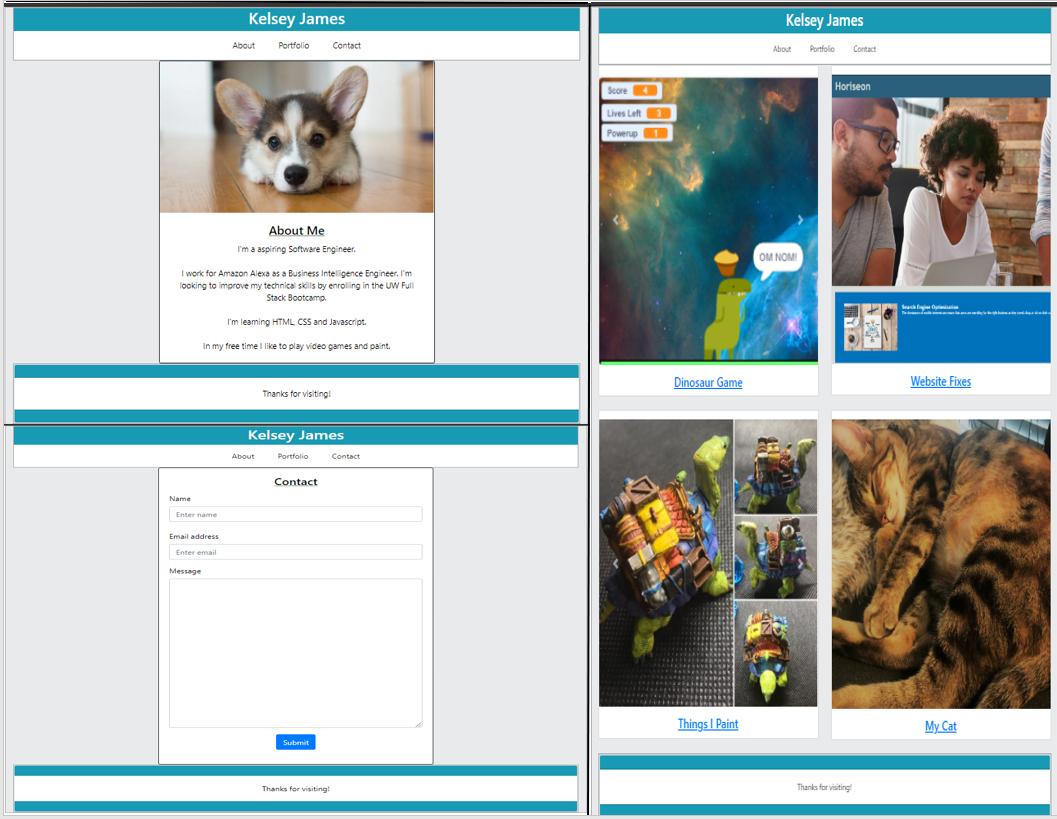 Kelsey James
About Portfolio Contact
About Me
I'm a aspiring Software Engineer.
I work for Amazon Alexa as a Business Intelligence Engineer. I'm
looking to improve my technical skills by enrolling in the UW Full
Stack Bootcamp.
I'm learning HTML, CSS and Javascript.
In my free time I like to play video games and paint.
Thanks for visiting!
Kelsey James
About Portfolio Contact
Contact
Name
Enter name
Email address
Enter email
Message
Submit
Thanks for visiting!
Kelsey James
About Portfolio Contact
Score 4
Lives Left 3
Powerup 1
OM NOM!
Dinosaur Game
Horiseon
Search Engine Optimization
Website Fixes
Things I Paint
My Cat
Thanks for visiting!